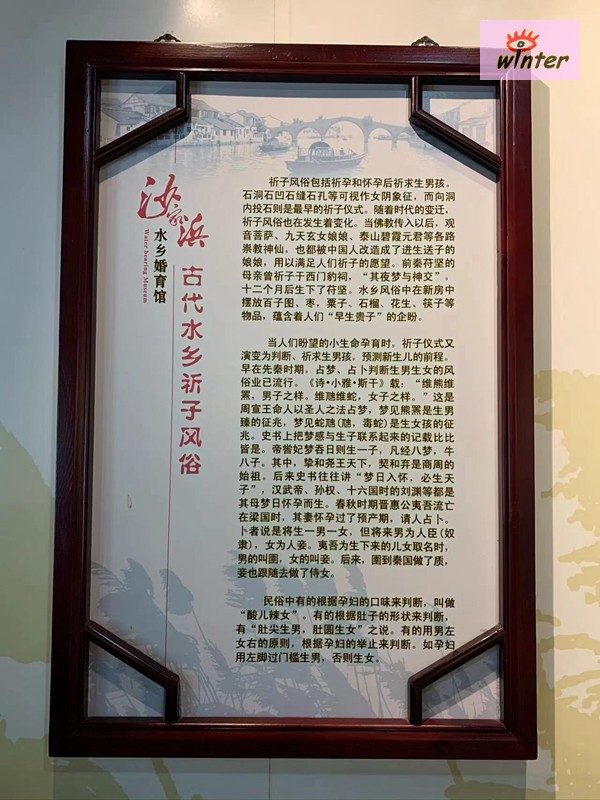 winter
沙家浜
水乡婚育馆
Water bearing Museum
古代水乡祈子风俗
祈子风俗包括祈孕和怀孕后祈求生男孩。
石洞石凹石缝石孔等可视作女阴象征，而向洞
内投石则是最早的祈子仪式。随着时代的变迁，
祈子风俗也在发生着变化。当佛教传入以后，观
音菩萨、九天玄女娘娘、泰山碧霞元君等各路
崇教神仙，也都被中国人改造成了进生送子的
娘娘，用以满足人们祈子的愿望。前秦苻坚的
母亲曾祈子于西门豹祠，“其夜梦与神交”，
十二个月后生下了苻坚。水乡风俗中在新房中
摆放百子图、枣，栗子、石榴、花生、筷子等
物品，蕴含着人们“早生贵子”的企盼。
当人们盼望的小生命孕育时，祈子仪式又
演变为判断、祈求生男孩，预测新生儿的前程。
早在先秦时期，占梦、占卜判断生男生女的风
俗业已流行。《诗·小雅·斯干》载：“维熊维
罴，男子之样。维虺维蛇，女子之样。”这是
周宣王命人以圣人之法占梦，梦见熊罴是生男
臻的征兆，梦见蛇虺(虺，毒蛇)是生女孩的征
兆。史书上把梦感与生子联系起来的记载比比
皆是。帝喾妃梦吞日则生一子，凡经八梦，牛
八子。其中，挚和尧王天下，契和弃是商周的
始祖。后来史书往往讲“梦日入怀，必生天
子”，汉武帝、孙权、十六国时的刘渊等都是
其母梦日怀孕而生。春秋时期晋惠公夷吾流亡
在梁国时，其妻怀孕过了预产期，请人占卜。
卜者说是将生一男一女，但将来男为人臣(奴
隶)，女为人妾。夷吾为生下来的儿女取名时，
男的叫圉，女的叫妾。后来，圉到秦国做了质，
妾也跟随去做了侍女。
民俗中有的根据孕妇的口味来判断，叫做
“酸儿辣女”。有的根据肚子的形状来判断，
有“肚尖生男，肚圆生女”之说。有的用男左
女右的原则，根据孕妇的举止来判断。如孕妇
用左脚过门槛生男，否则生女。